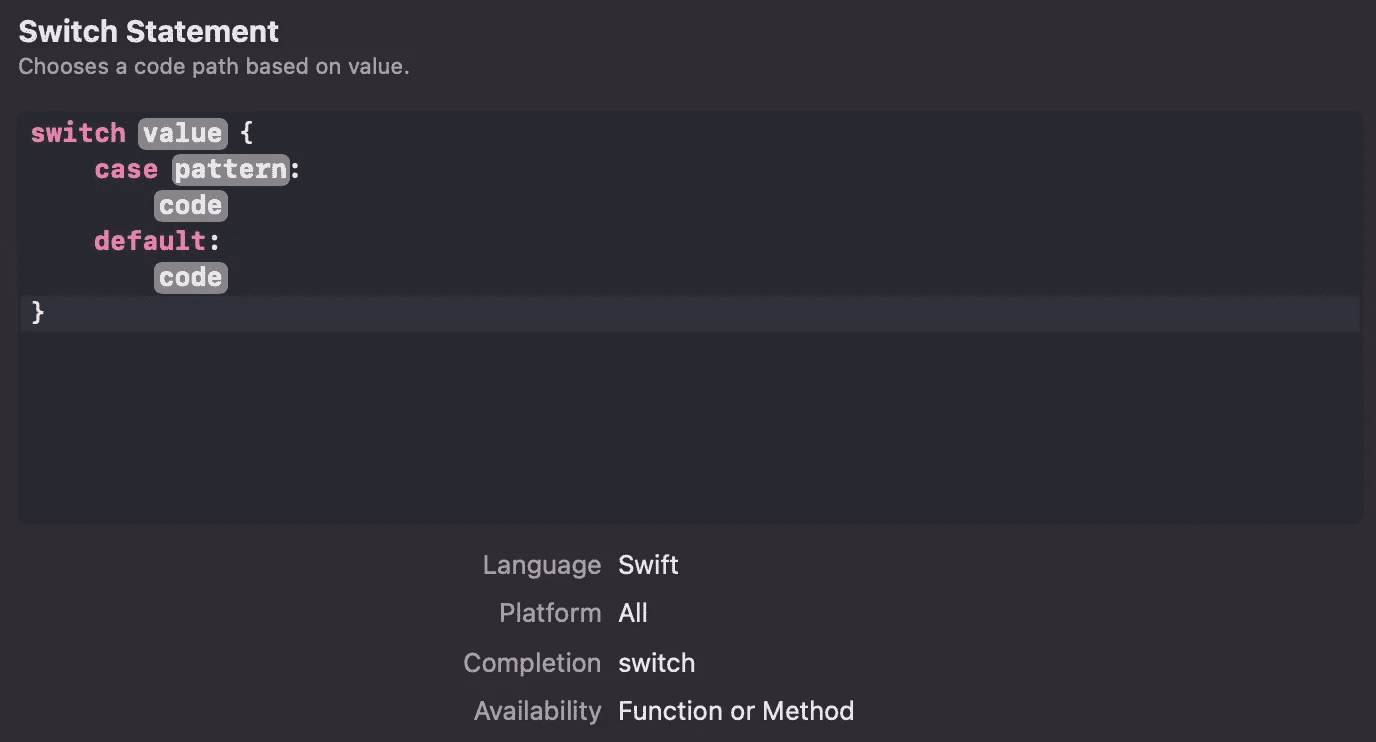 Switch Statement
Chooses a code path based on value.
switch value {
    case pattern:
        code
    default:
        code
}
Language Swift
Platform All
Completion switch
Availability Function or Method